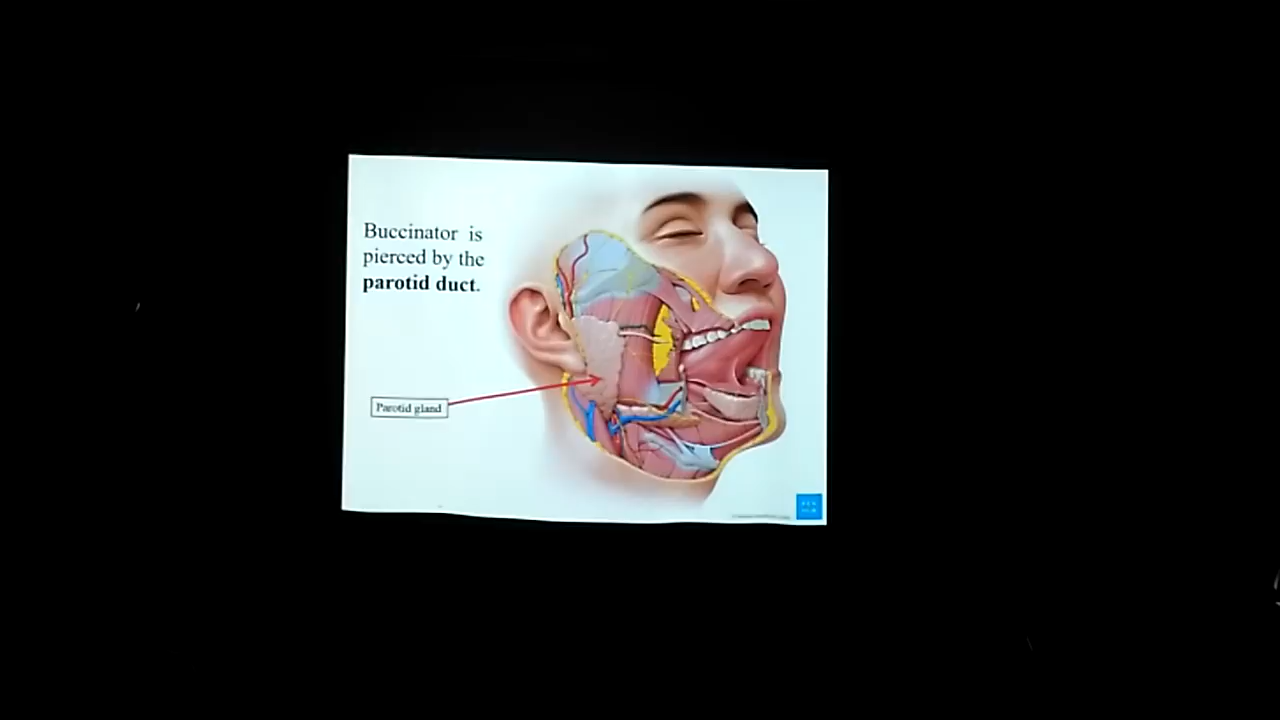 Buccinator is
pierced by the
parotid duct.
Parotid gland